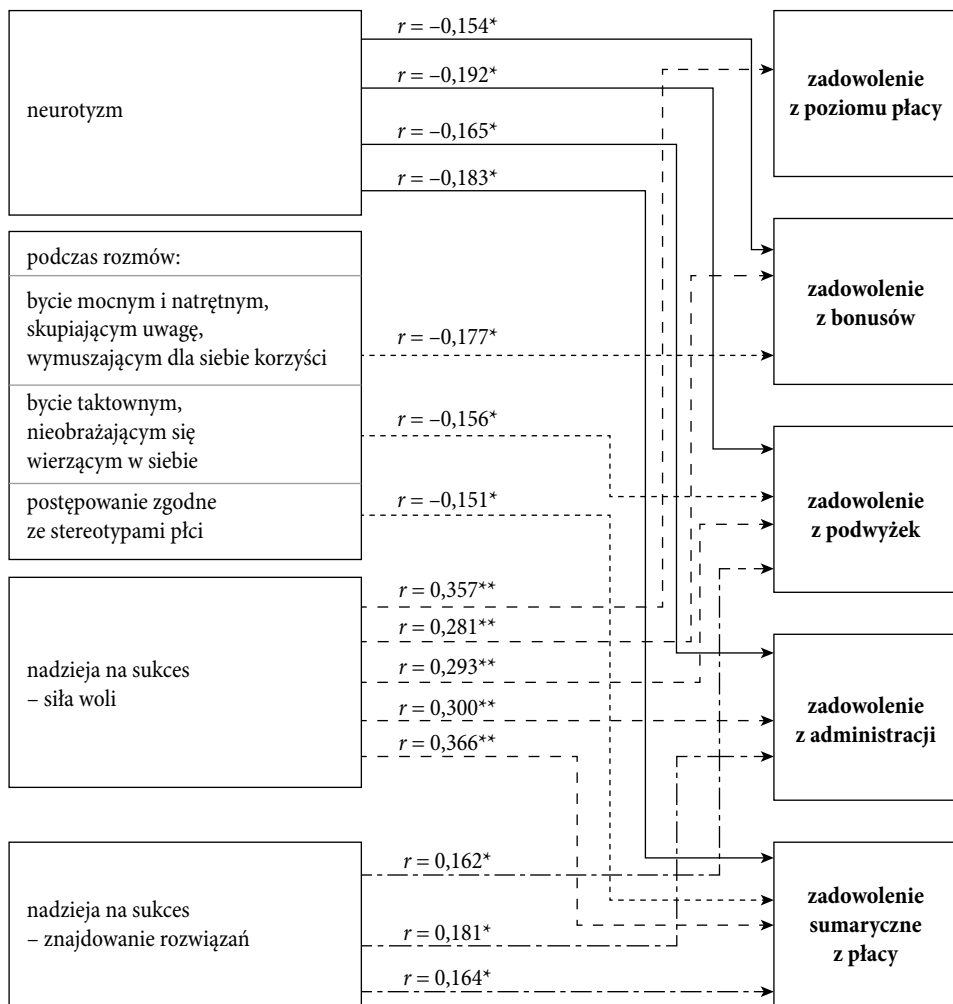 neurotyzm
r = –0,154*
r = –0,192*
r = –0,165*
r = –0,183*
podczas rozmów:
bycie mocnym i natrętnym,
skupiającym uwagę,
wymuszającym dla siebie korzyści
r = –0,177*
bycie taktownym,
nieobrażającym się
wierzącym w siebie
r = –0,156*
postępowanie zgodne
ze stereotypami płci
r = –0,151*
nadzieja na sukces
– siła woli
r = 0,357**
r = 0,281**
r = 0,293**
r = 0,300**
r = 0,366**
nadzieja na sukces
– znajdowanie rozwiązań
r = 0,162*
r = 0,181*
r = 0,164*
zadowolenie
z poziomu płacy
zadowolenie
z bonusów
zadowolenie
z podwyżek
zadowolenie
z administracji
zadowolenie
sumaryczne
z płacy